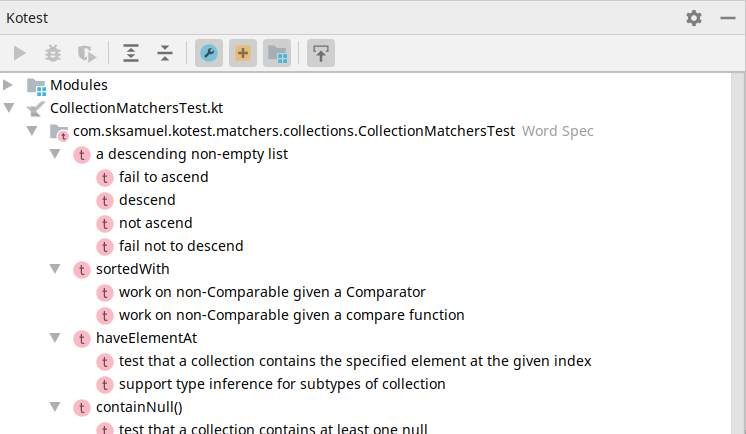 Kotest
Modules
CollectionMatchersTest.kt
com.sksamuel.kotest.matchers.collections.CollectionMatchersTest Word Spec
t a descending non-empty list
t fail to ascend
t descend
t not ascend
t fail not to descend
t sortedWith
t work on non-Comparable given a Comparator
t work on non-Comparable given a compare function
t haveElementAt
t test that a collection contains the specified element at the given index
t support type inference for subtypes of collection
t containNull()
t test that a collection contains at least one null